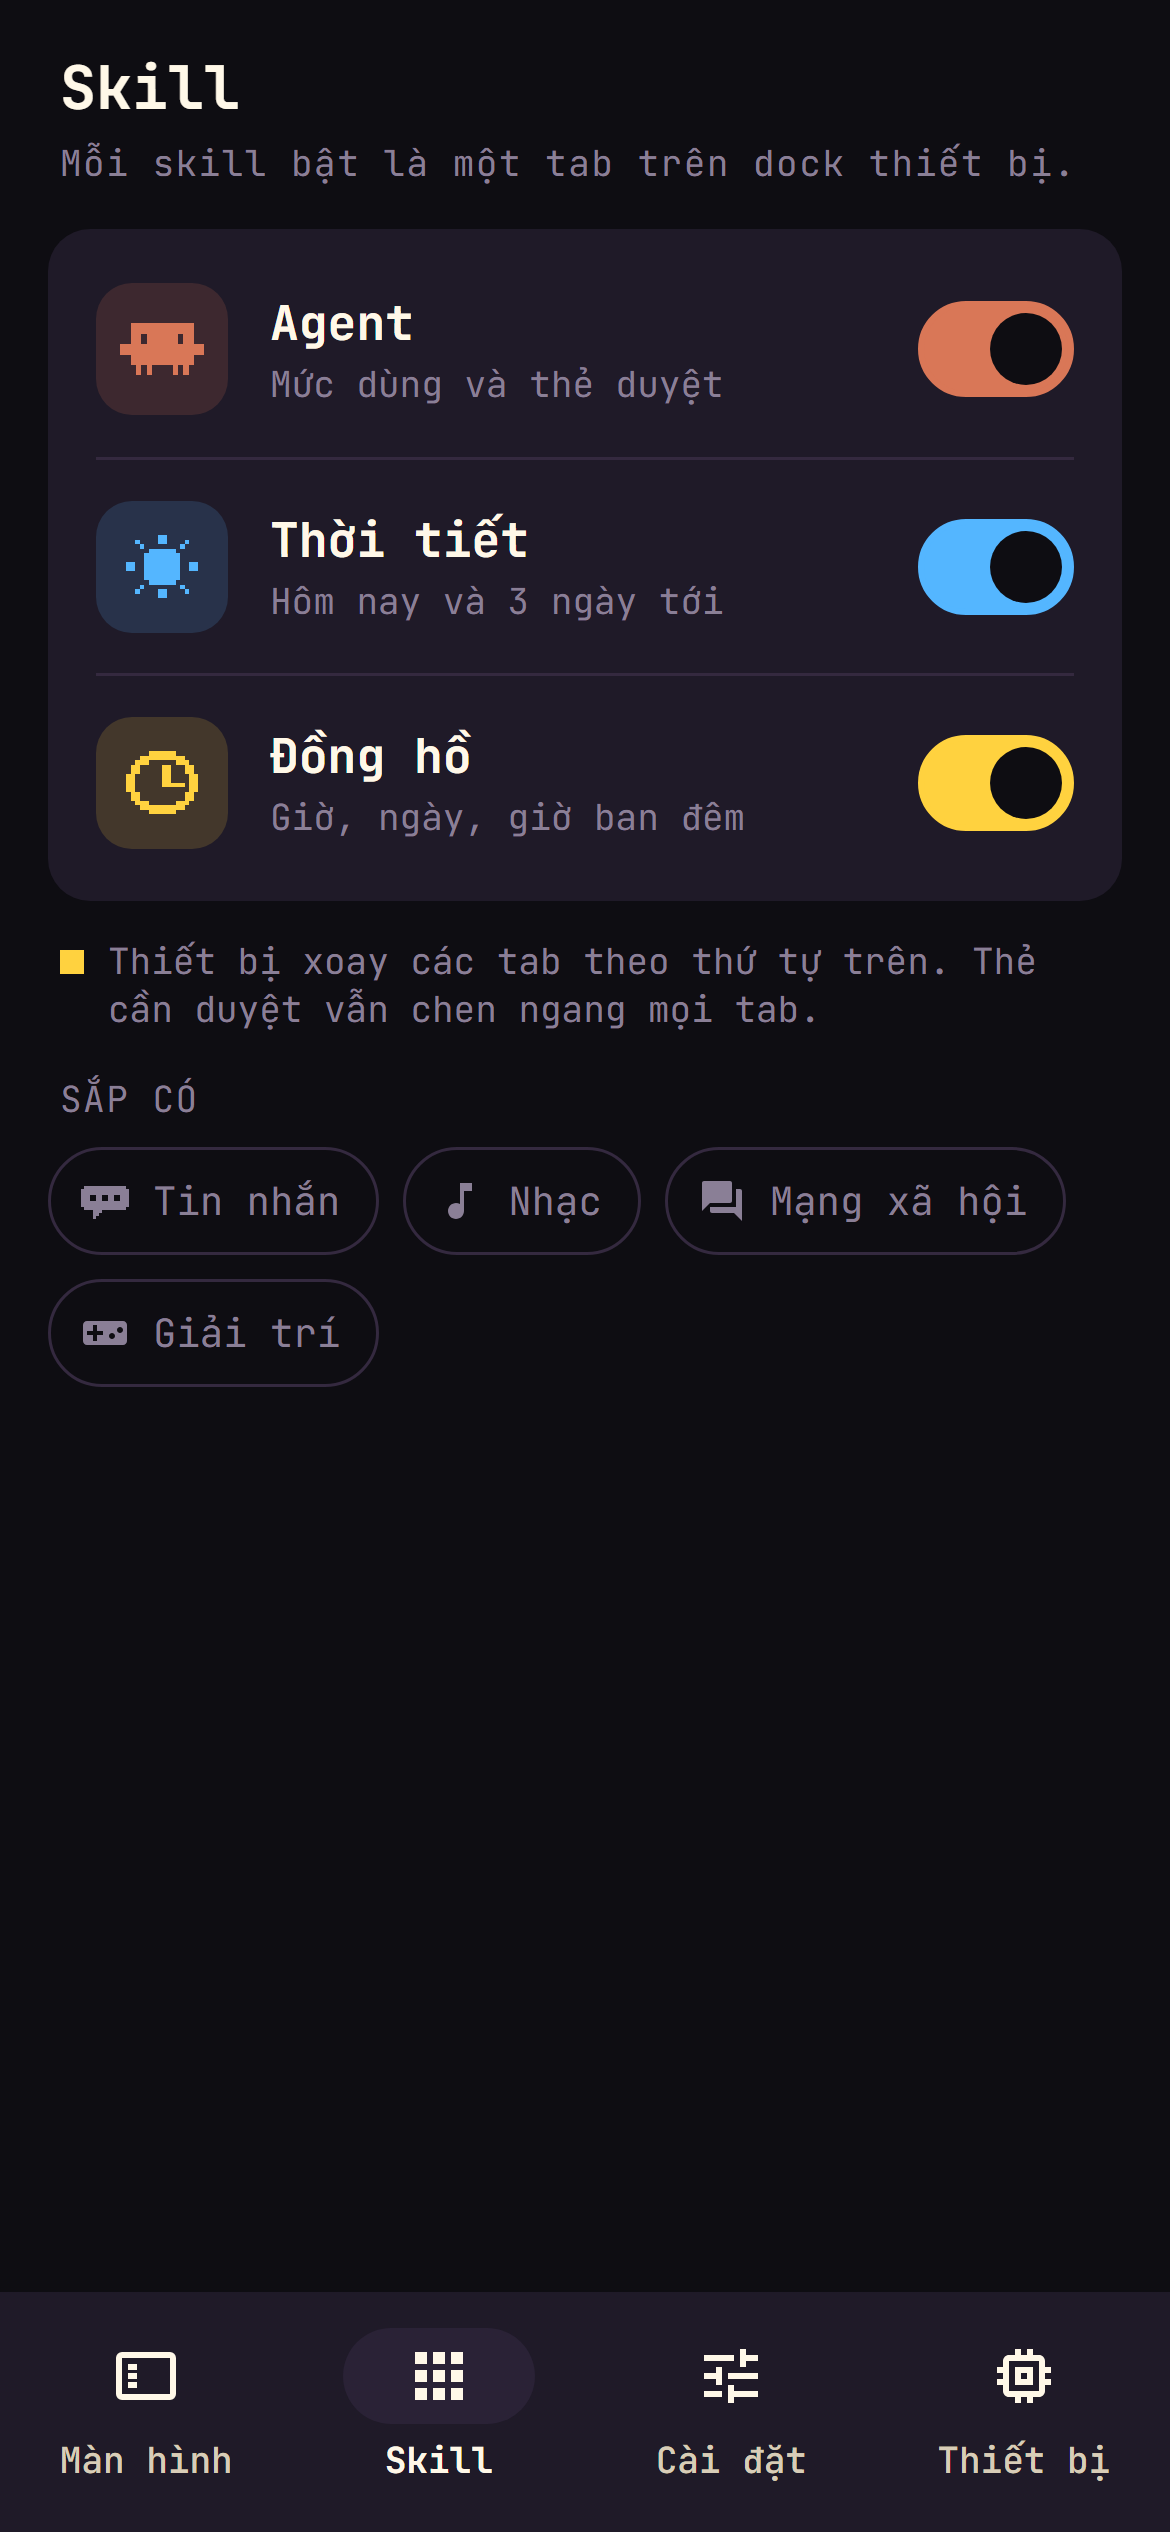 Skill
Mỗi skill bật là một tab trên dock thiết bị.
Agent
Mức dùng và thẻ duyệt
Thời tiết
Hôm nay và 3 ngày tới
Đồng hồ
Giờ, ngày, giờ ban đêm
Thiết bị xoay các tab theo thứ tự trên. Thẻ
cần duyệt vẫn chen ngang mọi tab.
SẮP CÓ
Tin nhắn
Nhạc
Mạng xã hội
Giải trí
Màn hình
Skill
Cài đặt
Thiết bị